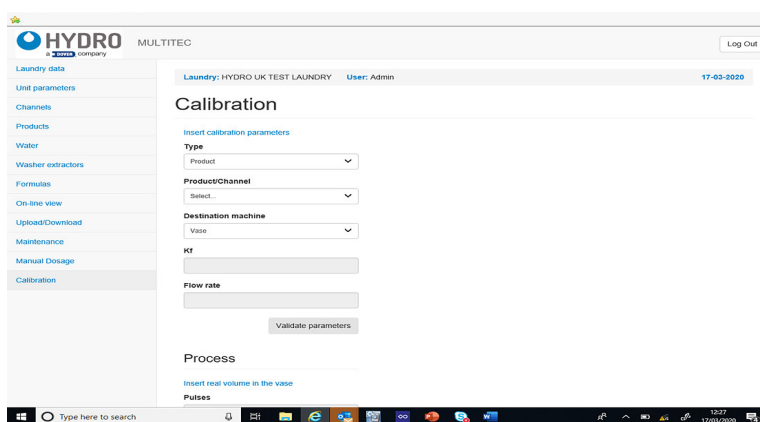 HYDRO
a DOVER company
MULTITEC
Log Out
Laundry data
Unit parameters
Channels
Products
Water
Washer extractors
Formulas
On-line view
Upload/Download
Maintenance
Manual Dosage
Calibration
Laundry: HYDRO UK TEST LAUNDRY User: Admin 17-03-2020
Calibration
Insert calibration parameters
Type
Product
Product/Channel
Select...
Destination machine
Vase
Kf
Flow rate
Validate parameters
Process
Insert real volume in the vase
Pulses
Type here to search
12:27
17/03/2020